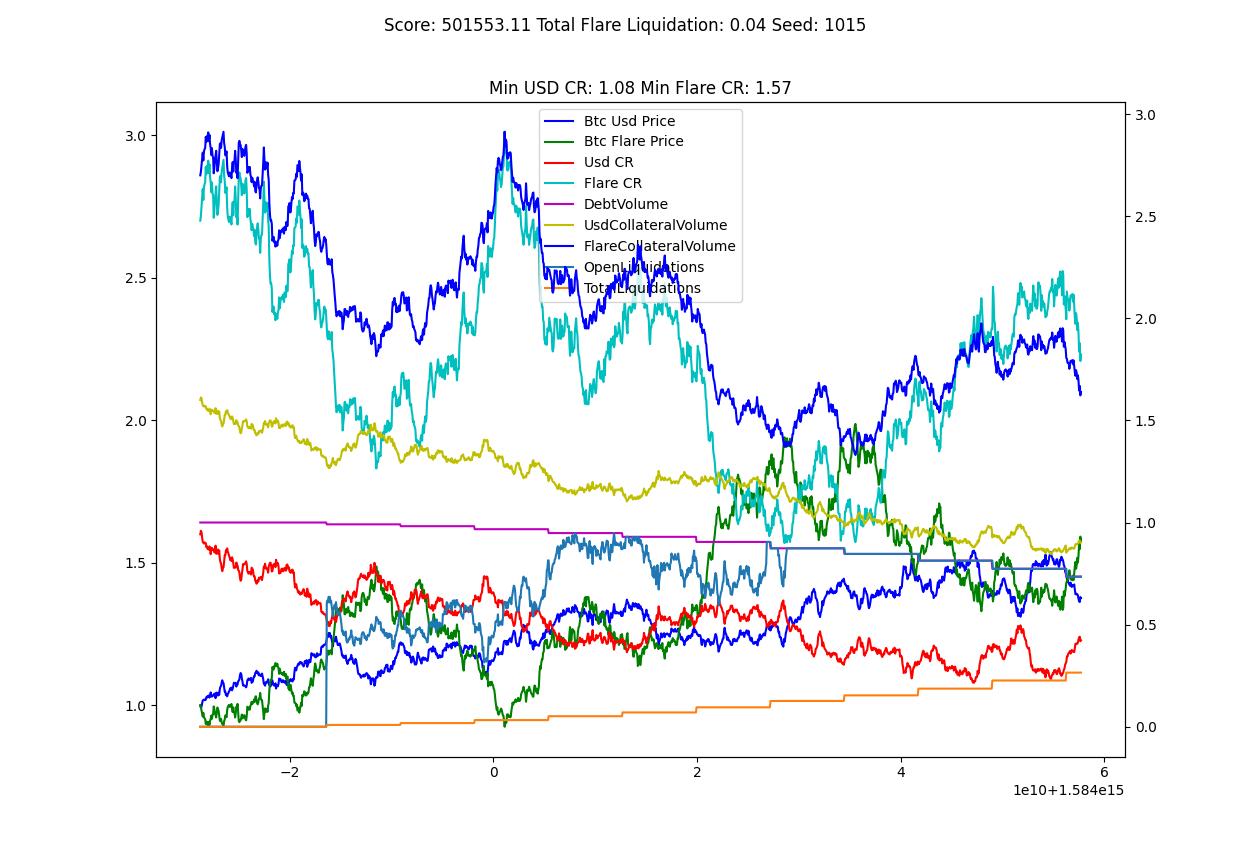 Score: 501553.11 Total Flare Liquidation: 0.04 Seed: 1015
Min USD CR: 1.08 Min Flare CR: 1.57
Btc Usd Price
Btc Flare Price
Usd CR
Flare CR
DebtVolume
UsdCollateralVolume
FlareCollateralVolume
OpenLiquidations
TotalLiquidations
3.0
2.5
2.0
1.5
1.0
3.0
2.5
2.0
1.5
1.0
0.5
0.0
−2 0 2 4 6
1e10+1.584e15